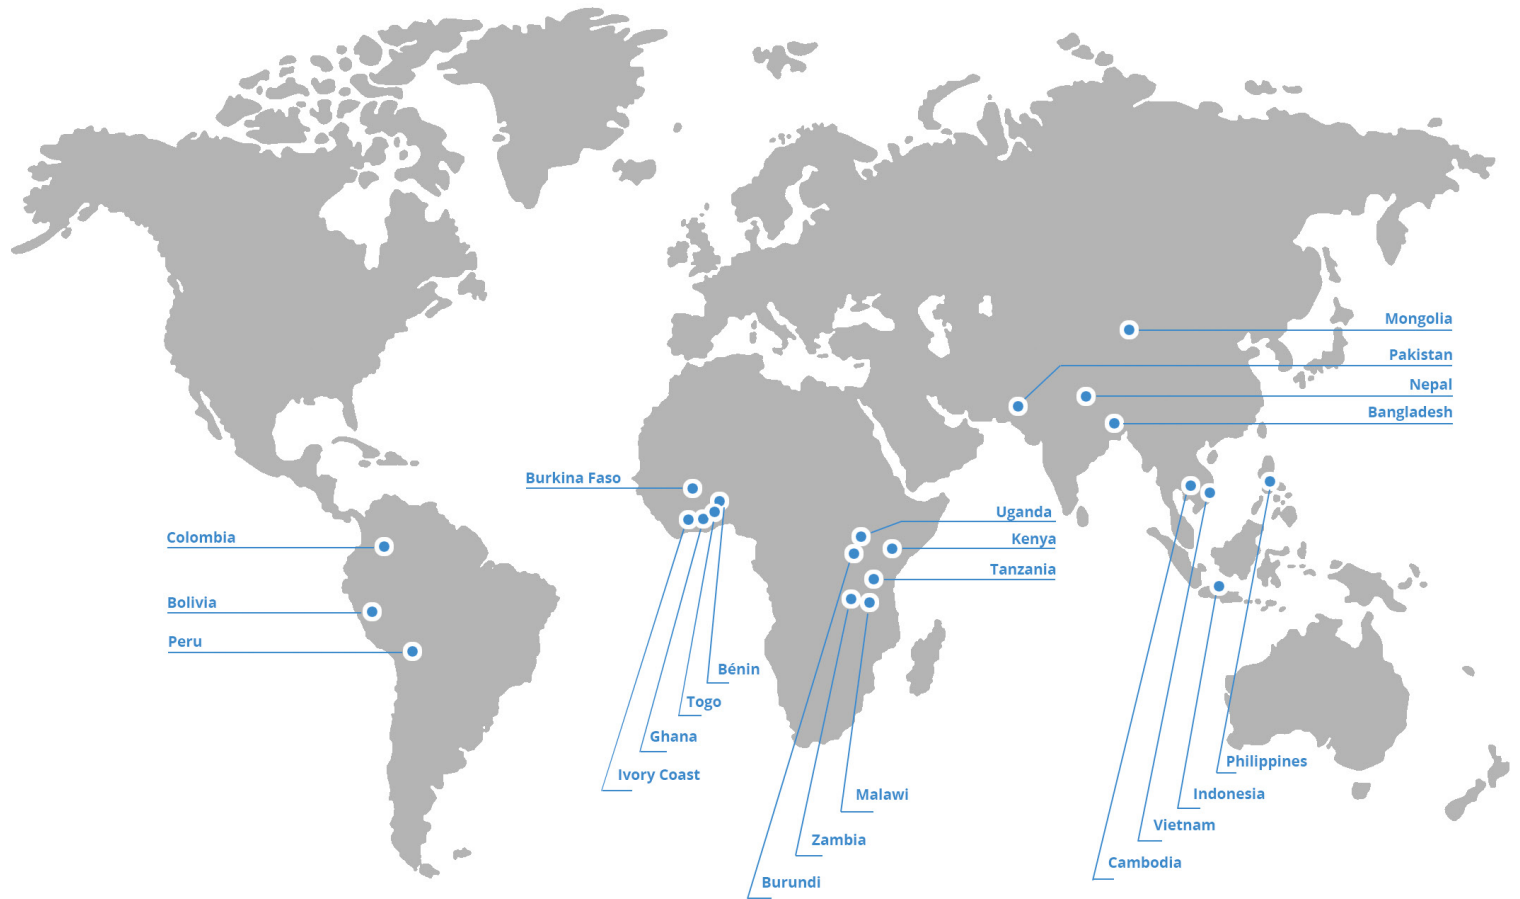 Mongolia
Pakistan
Nepal
Bangladesh
Burkina Faso
Uganda
Colombia
Kenya
Tanzania
Bolivia
Peru
Bénin
Togo
Ghana
Philippines
Ivory Coast
Malawi
Indonesia
Vietnam
Zambia
Cambodia
Burundi